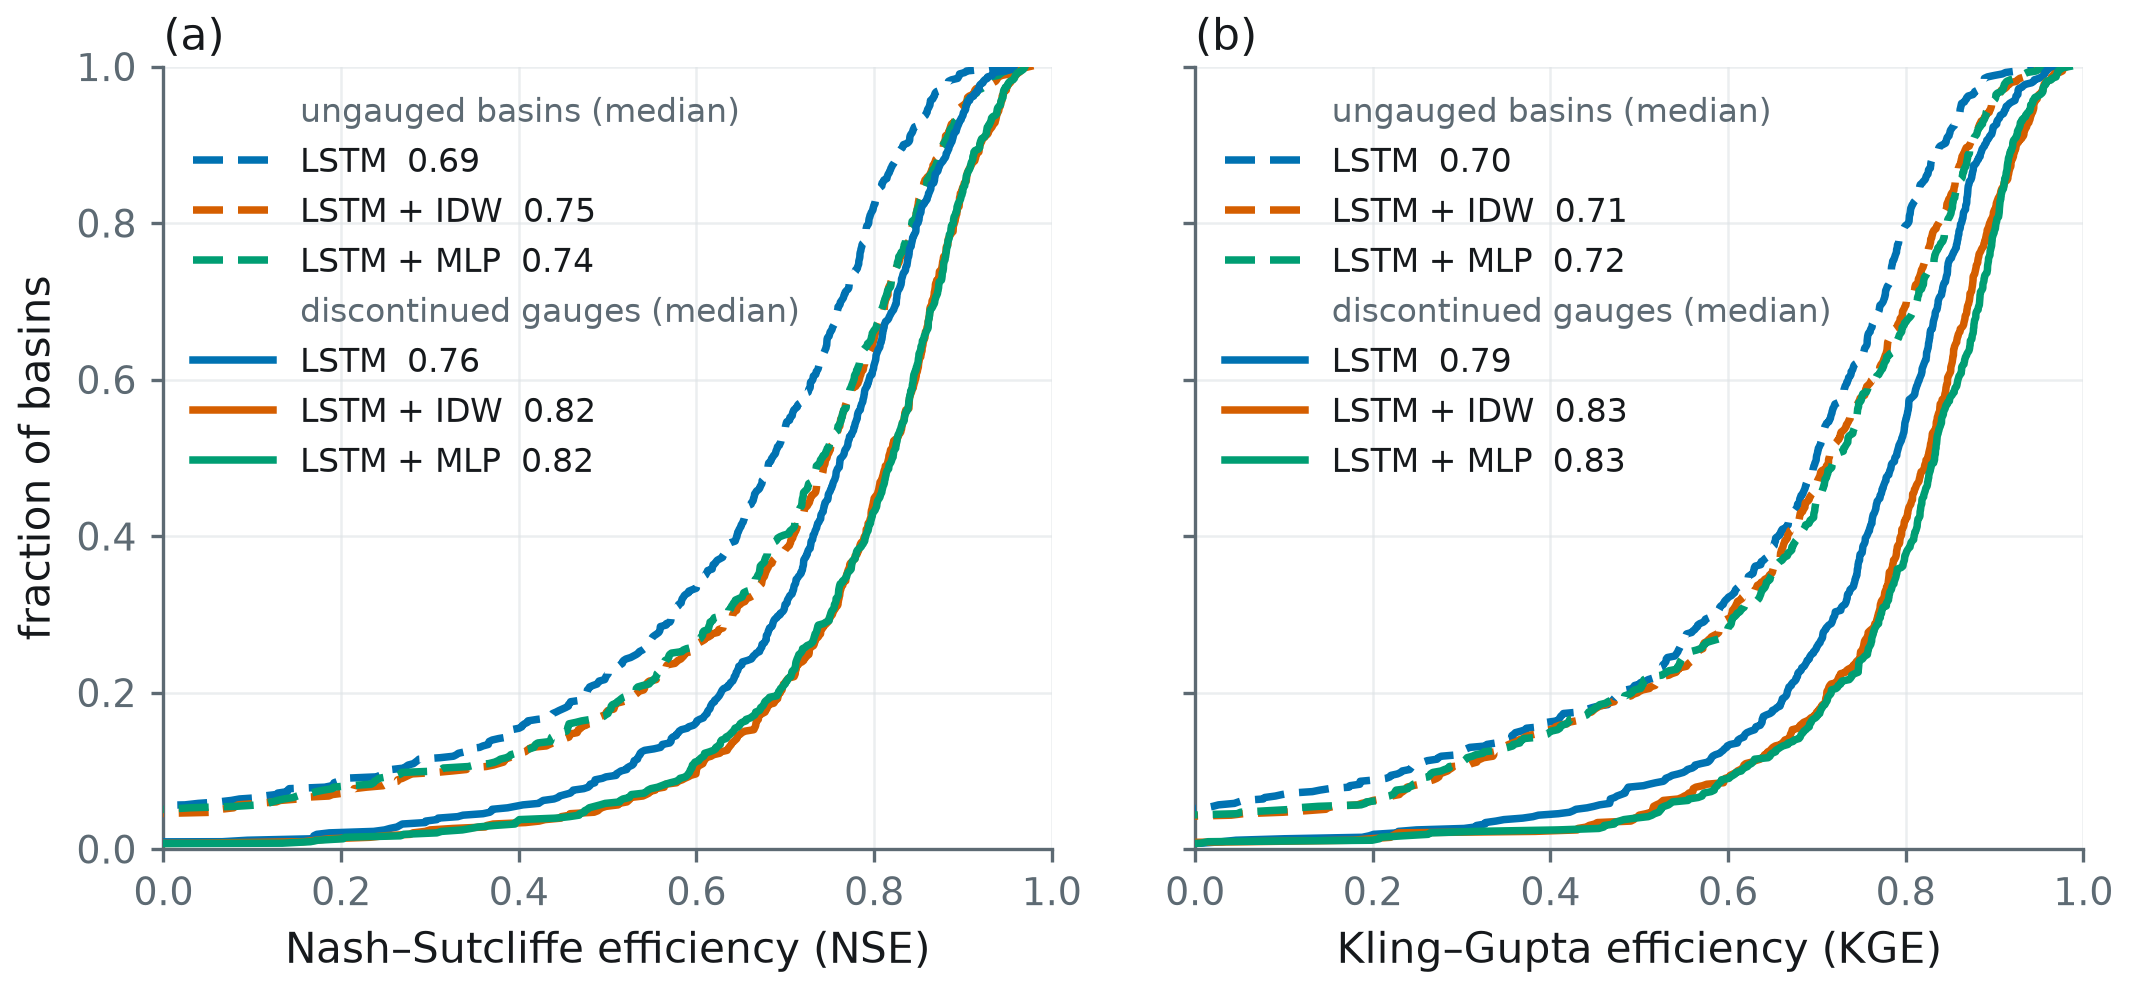 (a)
1.0
0.8
0.6
0.4
0.2
0.0
fraction of basins
ungauged basins (median)
LSTM 0.69
LSTM + IDW 0.75
LSTM + MLP 0.74
discontinued gauges (median)
LSTM 0.76
LSTM + IDW 0.82
LSTM + MLP 0.82
0.0 0.2 0.4 0.6 0.8 1.0
Nash–Sutcliffe efficiency (NSE)
(b)
ungauged basins (median)
LSTM 0.70
LSTM + IDW 0.71
LSTM + MLP 0.72
discontinued gauges (median)
LSTM 0.79
LSTM + IDW 0.83
LSTM + MLP 0.83
0.0 0.2 0.4 0.6 0.8 1.0
Kling–Gupta efficiency (KGE)